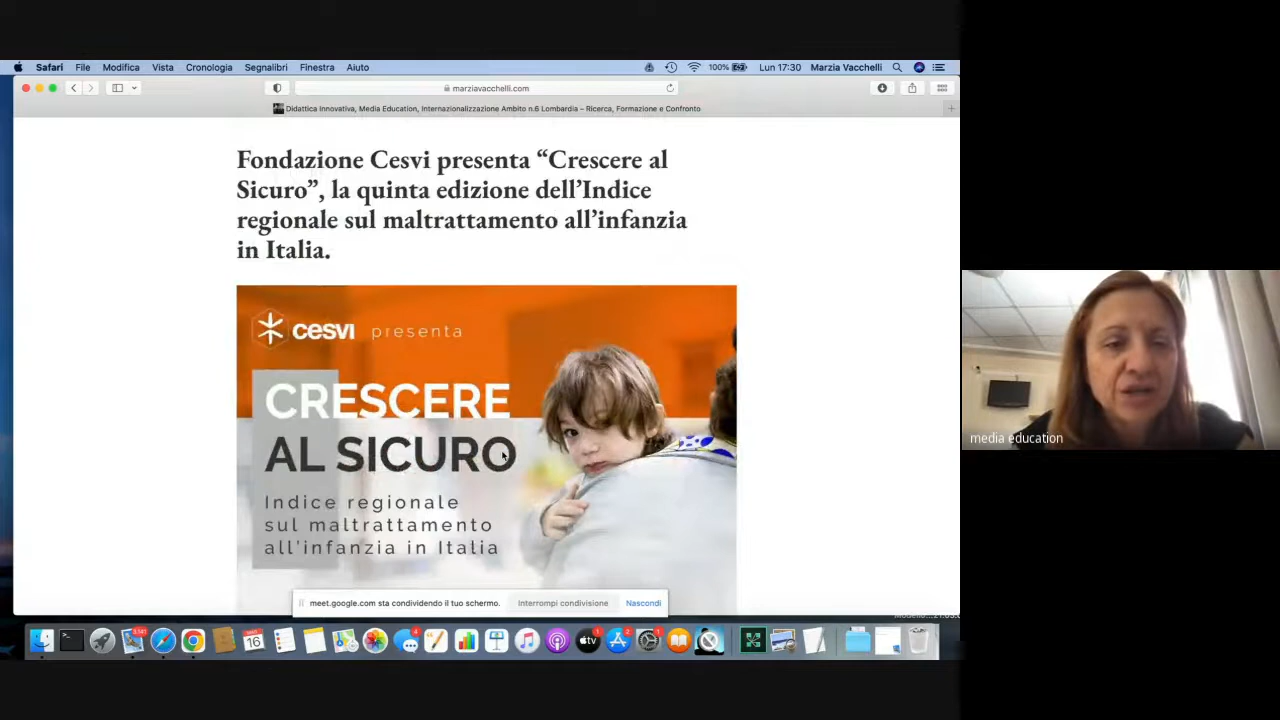 Safari File Modifica Vista Cronologia Segnalibri Finestra Aiuto 100% Lun 17:30 Marzia Vacchelli
marziavacchelli.com
Didattica Innovativa, Media Education, Internazionalizzazione Ambito n.6 Lombardia – Ricerca, Formazione e Confronto
Fondazione Cesvi presenta “Crescere al
Sicuro”, la quinta edizione dell’Indice
regionale sul maltrattamento all’infanzia
in Italia.
cesvi presenta
CRESCERE
AL SICURO
Indice regionale
sul maltrattamento
all'infanzia in Italia
media education
meet.google.com sta condividendo il tuo schermo. Interrompi condivisione Nascondi
16
tv